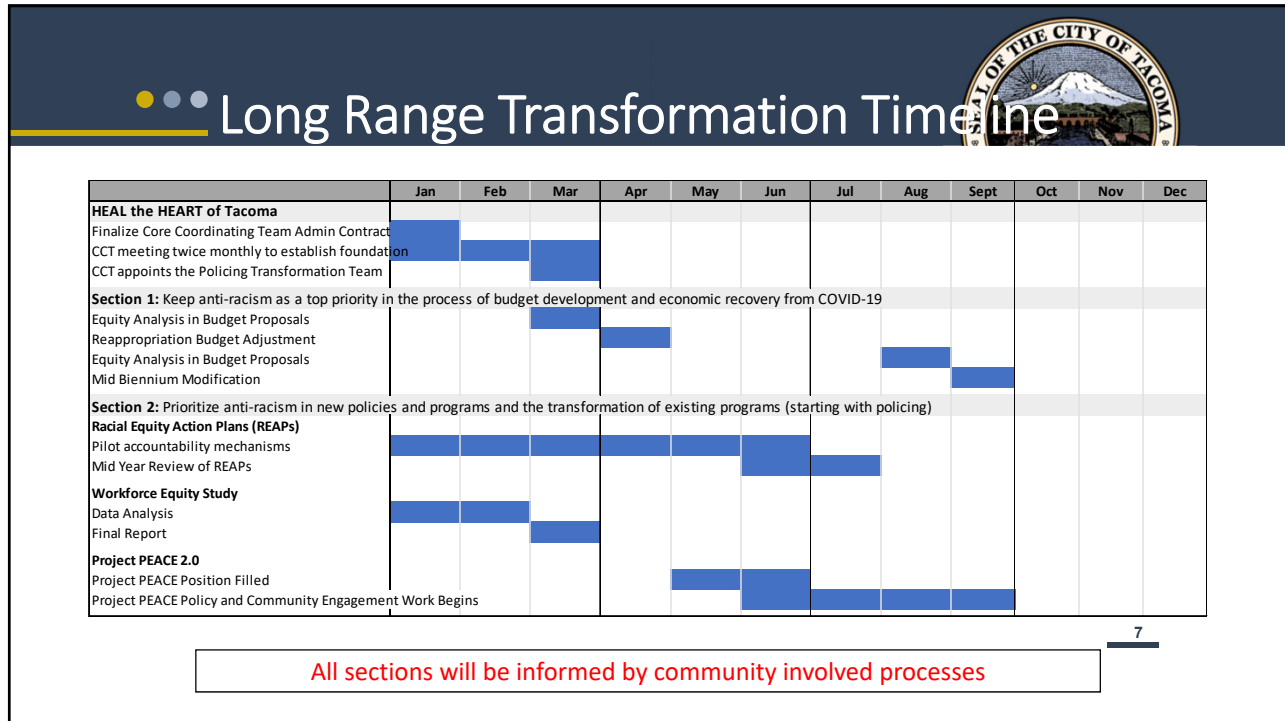 SEAL OF THE CITY OF TACOMA
Long Range Transformation Timeline
Jan Feb Mar Apr May Jun Jul Aug Sept Oct Nov Dec
HEAL the HEART of Tacoma
Finalize Core Coordinating Team Admin Contract
CCT meeting twice monthly to establish foundation
CCT appoints the Policing Transformation Team
Section 1: Keep anti-racism as a top priority in the process of budget development and economic recovery from COVID-19
Equity Analysis in Budget Proposals
Reappropriation Budget Adjustment
Equity Analysis in Budget Proposals
Mid Biennium Modification
Section 2: Prioritize anti-racism in new policies and programs and the transformation of existing programs (starting with policing)
Racial Equity Action Plans (REAPs)
Pilot accountability mechanisms
Mid Year Review of REAPs
Workforce Equity Study
Data Analysis
Final Report
Project PEACE 2.0
Project PEACE Position Filled
Project PEACE Policy and Community Engagement Work Begins
7
All sections will be informed by community involved processes